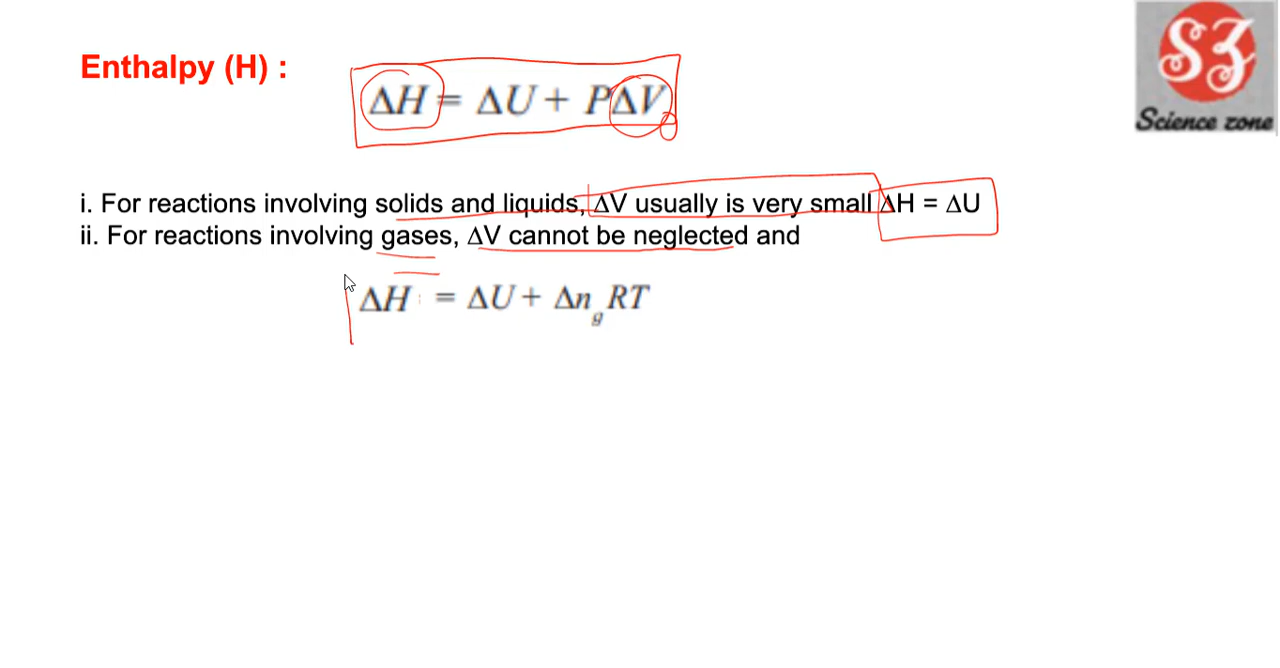 SZ
Science zone
Enthalpy (H) :
ΔH = ΔU + PΔV
i. For reactions involving solids and liquids, ΔV usually is very small ΔH = ΔU
ii. For reactions involving gases, ΔV cannot be neglected and
ΔH = ΔU + Δn_g RT